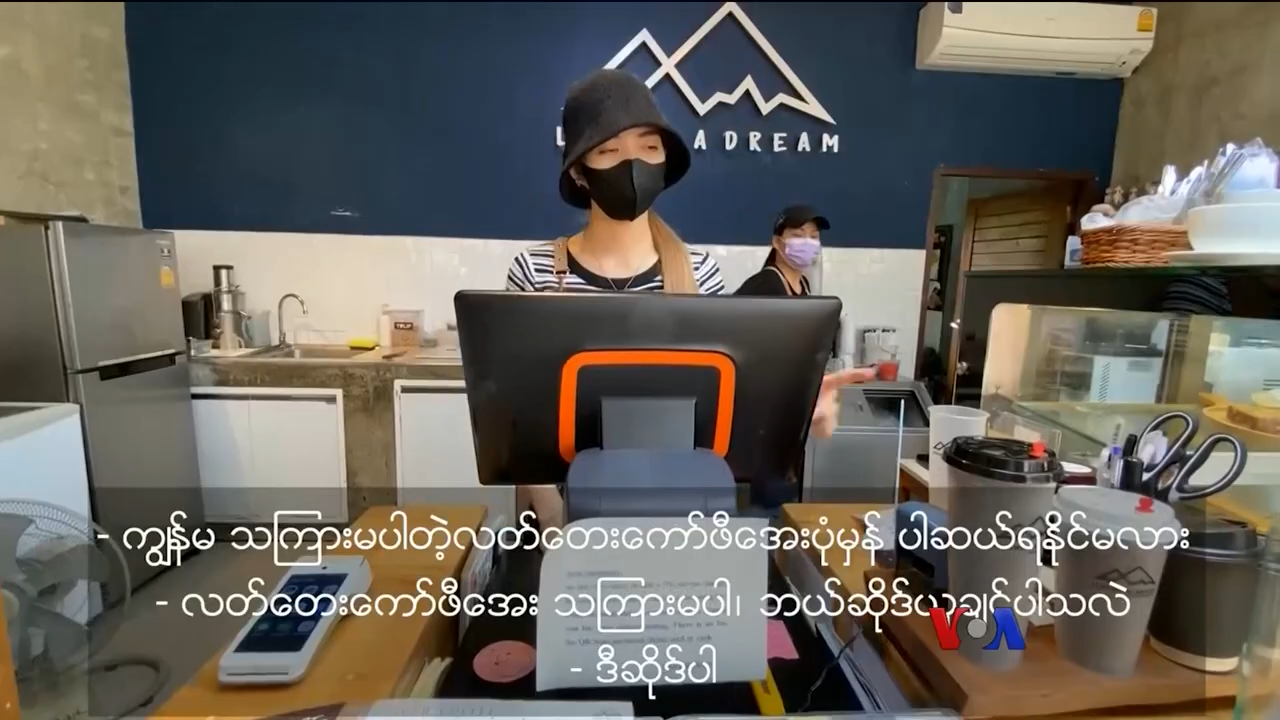 A DREAM
- ကျွန်မ သကြားမပါတဲ့လတ်တေးကော်ဖီအေးပုံမှန် ပါဆယ်ရနိုင်မလား
- လတ်တေးကော်ဖီအေး သကြားမပါ၊ ဘယ်ဆိုဒ်ယူချင်ပါသလဲ
VOA
- ဒီဆိုဒ်ပါ